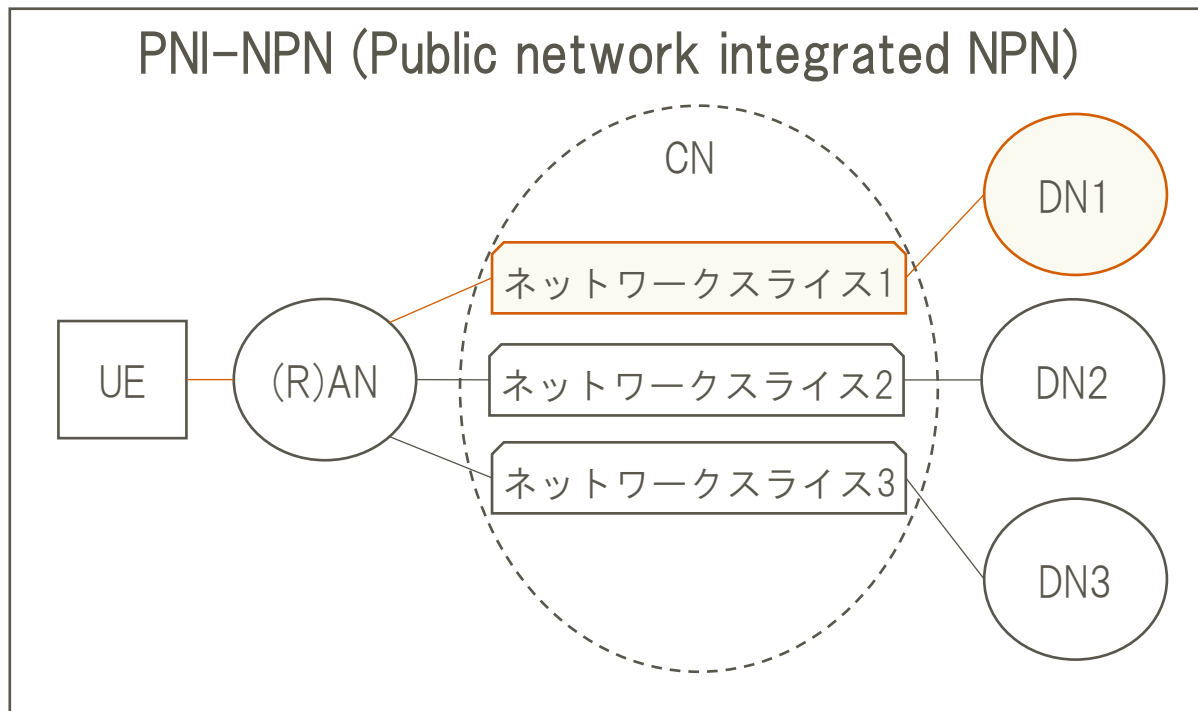 PNI-NPN (Public network integrated NPN)
CN
DN1
ネットワークスライス1
UE
(R)AN
ネットワークスライス2
DN2
ネットワークスライス3
DN3